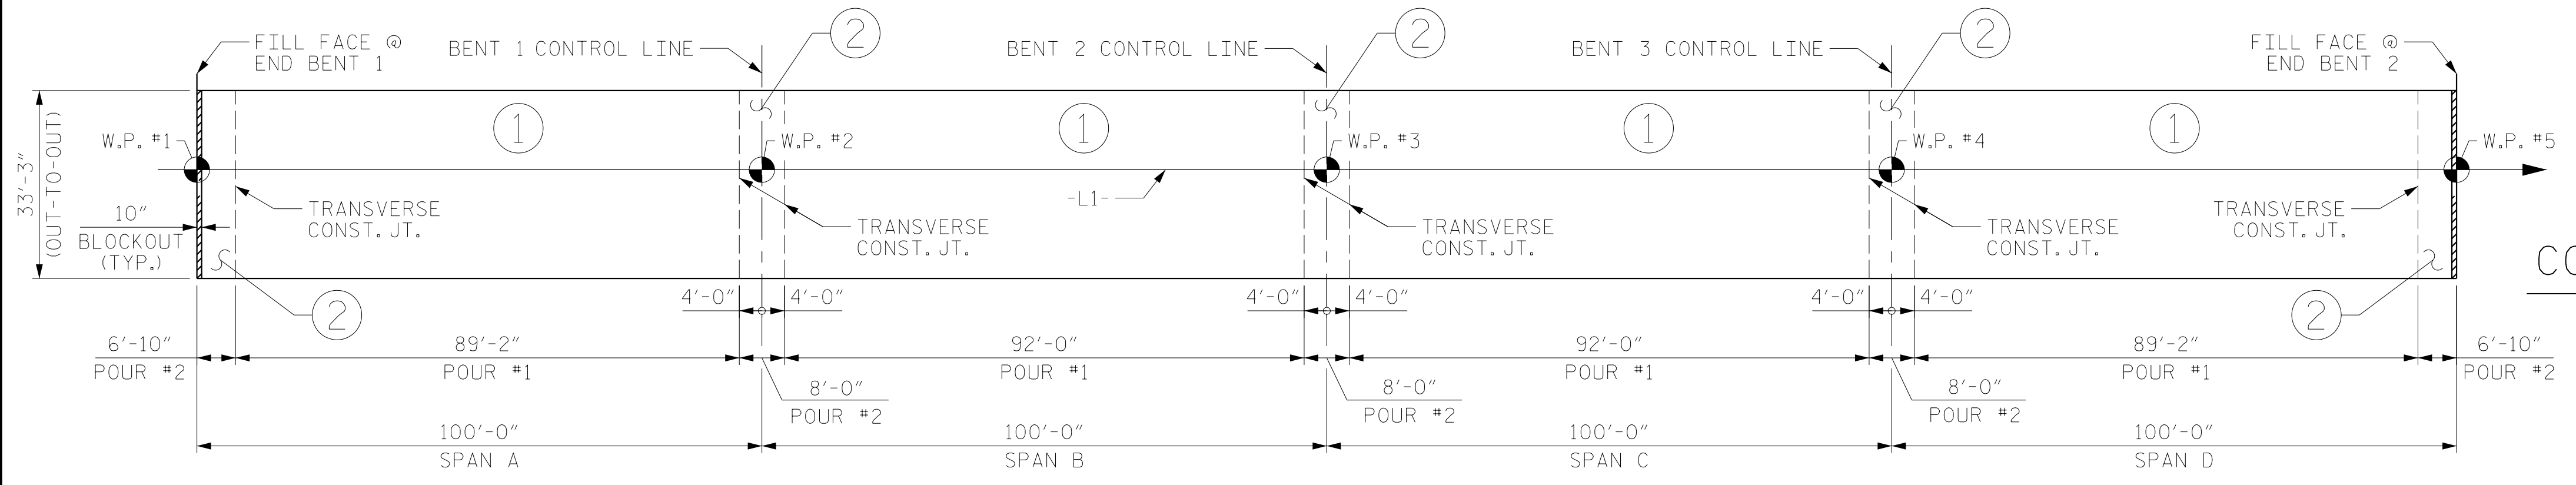 FILL FACE @
END BENT 1
BENT 1 CONTROL LINE
2
BENT 2 CONTROL LINE
2
BENT 3 CONTROL LINE
2
FILL FACE @
END BENT 2
33'-3"
(OUT-TO-OUT)
W.P. #1
1
W.P. #2
1
W.P. #3
1
W.P. #4
1
W.P. #5
10"
BLOCKOUT
(TYP.)
TRANSVERSE
CONST. JT.
TRANSVERSE
CONST. JT.
-L1-
TRANSVERSE
CONST. JT.
TRANSVERSE
CONST. JT.
TRANSVERSE
CONST. JT.
2
2
4'-0" 4'-0"
4'-0" 4'-0"
4'-0" 4'-0"
6'-10"
POUR #2
89'-2"
POUR #1
92'-0"
POUR #1
92'-0"
POUR #1
89'-2"
POUR #1
6'-10"
POUR #2
8'-0"
POUR #2
8'-0"
POUR #2
8'-0"
POUR #2
100'-0"
SPAN A
100'-0"
SPAN B
100'-0"
SPAN C
100'-0"
SPAN D